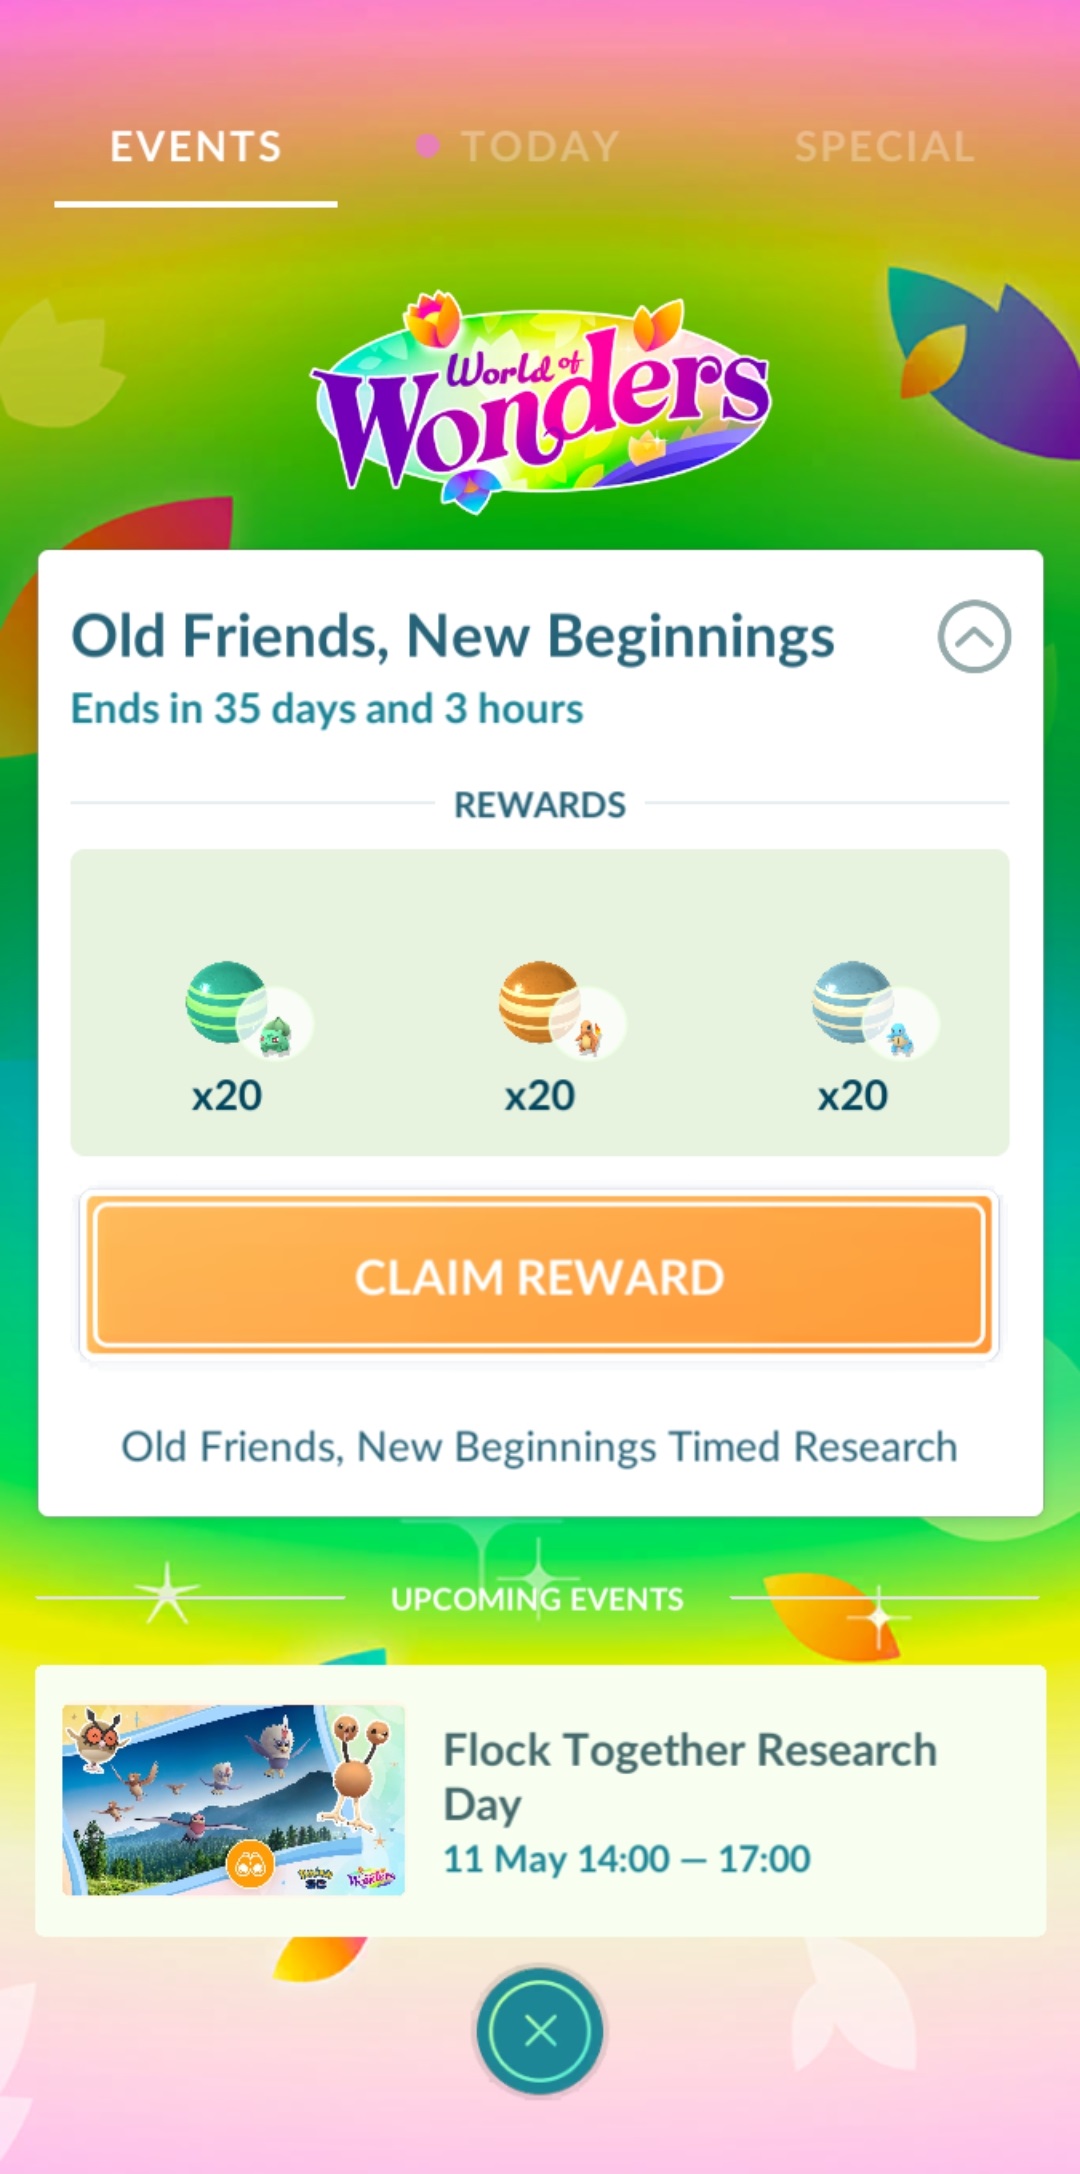 EVENTS
TODAY
SPECIAL
World of
Wonders
Old Friends, New Beginnings
Ends in 35 days and 3 hours
REWARDS
x20
x20
x20
CLAIM REWARD
Old Friends, New Beginnings Timed Research
UPCOMING EVENTS
Flock Together Research
Day
11 May 14:00 – 17:00